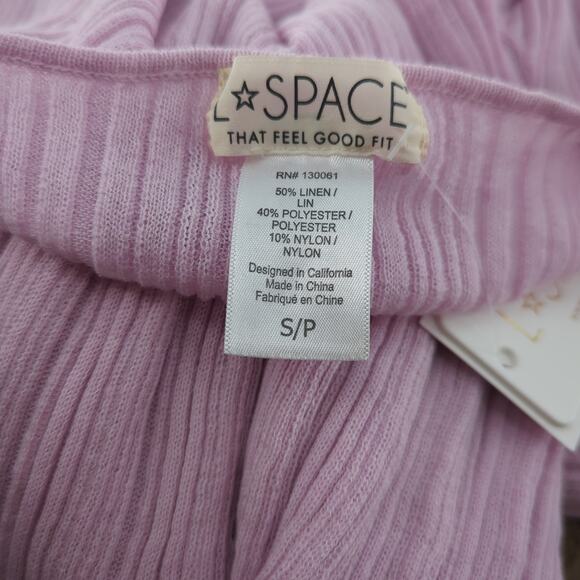 L☆SPACE
THAT FEEL GOOD FIT
RN# 130061
50% LINEN /
LIN
40% POLYESTER /
POLYESTER
10% NYLON /
NYLON
Designed in California
Made in China
Fabriqué en Chine
S/P